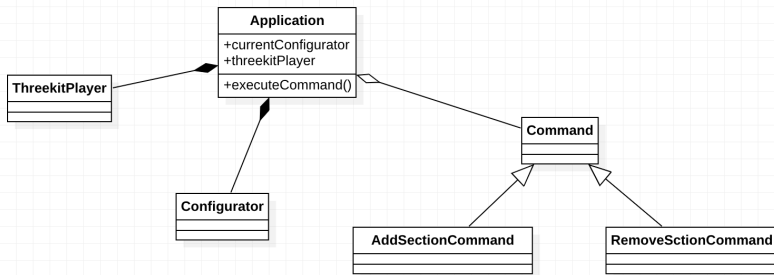 Application
+currentConfigurator
+threekitPlayer
+executeCommand()
ThreekitPlayer
Command
Configurator
AddSectionCommand
RemoveSctionCommand